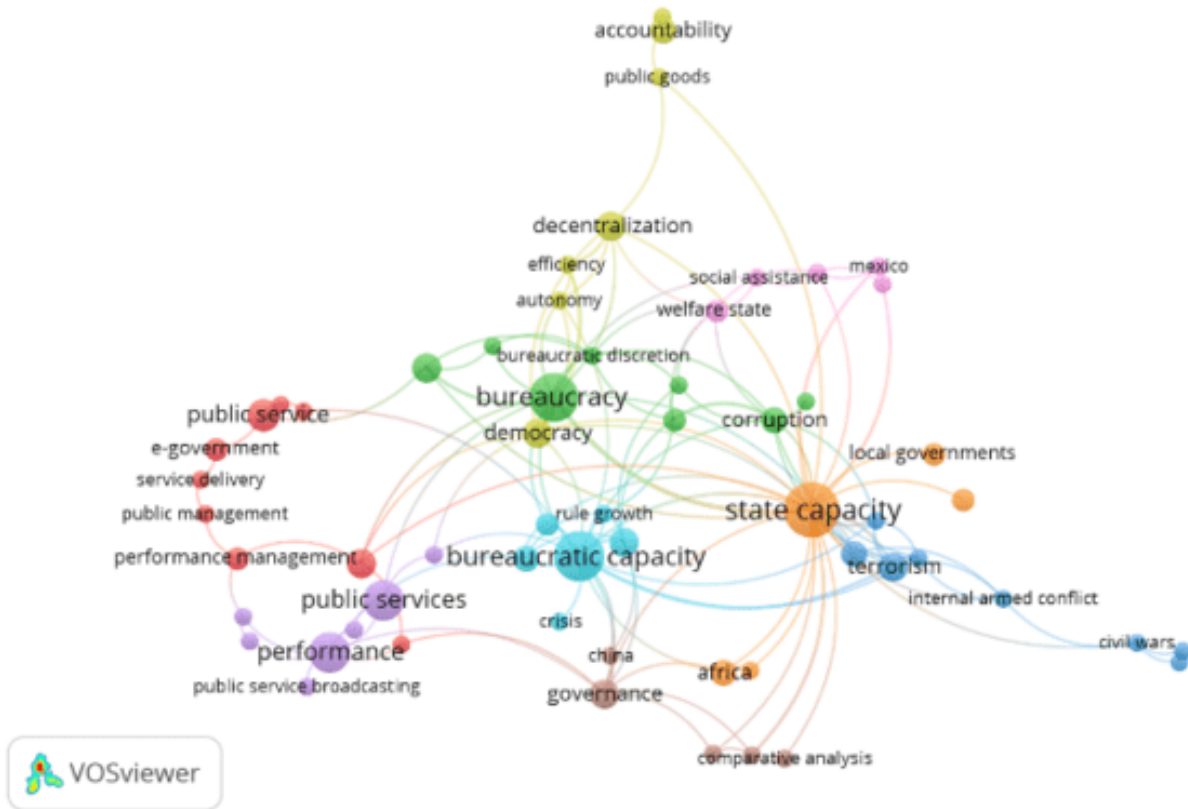 accountability
public goods
decentralization
efficiency
autonomy
social assistance
mexico
welfare state
bureaucratic discretion
bureaucracy
public service
corruption
democracy
e-government
local governments
service delivery
state capacity
public management
rule growth
performance management
bureaucratic capacity
terrorism
public services
internal armed conflict
crisis
civil wars
performance
china
africa
public service broadcasting
governance
comparative analysis
VOSviewer